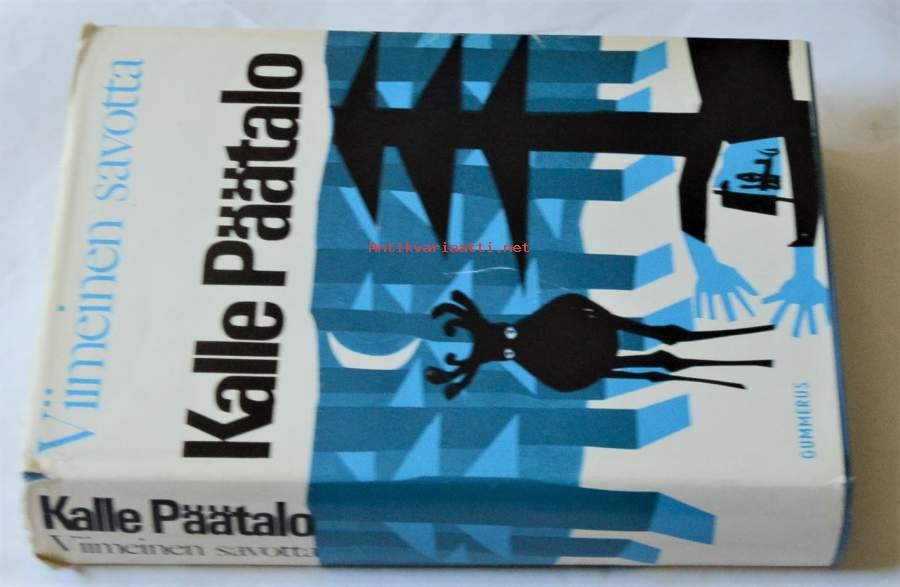 Viimeinen savotta
Kalle Päätalo
GUMMERUS
Kalle Päätalo
Viimeinen savotta
Antikvariaatti.net